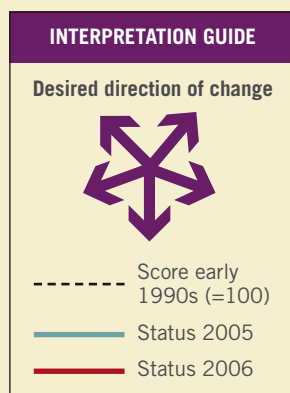 INTERPRETATION GUIDE
Desired direction of change
Score early
1990s (=100)
Status 2005
Status 2006